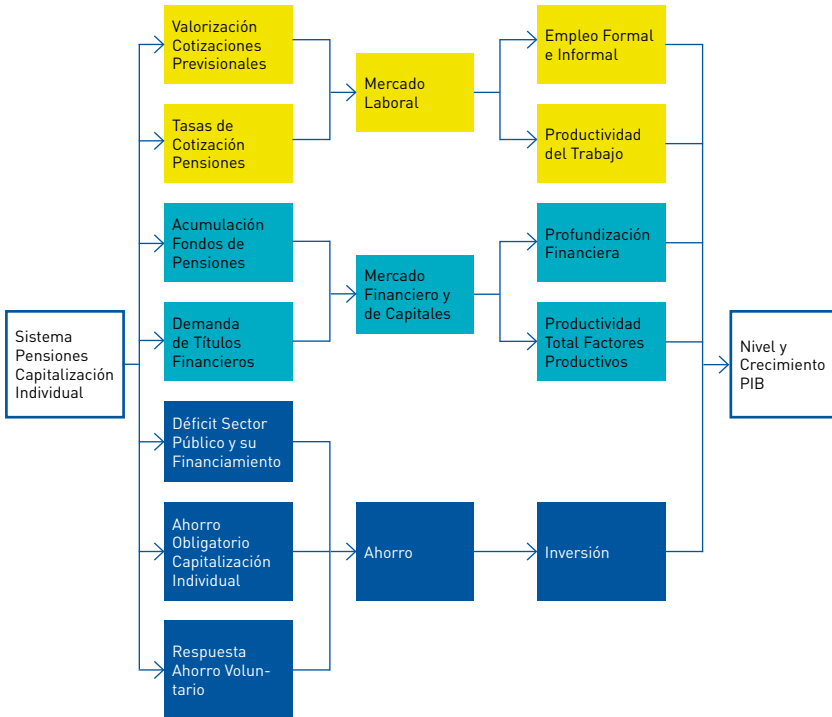 Sistema
Pensiones
Capitalización
Individual
Valorización
Cotizaciones
Previsionales
Tasas de
Cotización
Pensiones
Acumulación
Fondos de
Pensiones
Demanda
de Títulos
Financieros
Déficit Sector
Público y su
Financiamiento
Ahorro
Obligatorio
Capitalización
Individual
Respuesta
Ahorro Volun-
tario
Mercado
Laboral
Mercado
Financiero y
de Capitales
Ahorro
Empleo Formal
e Informal
Productividad
del Trabajo
Profundización
Financiera
Productividad
Total Factores
Productivos
Inversión
Nivel y
Crecimiento
PIB